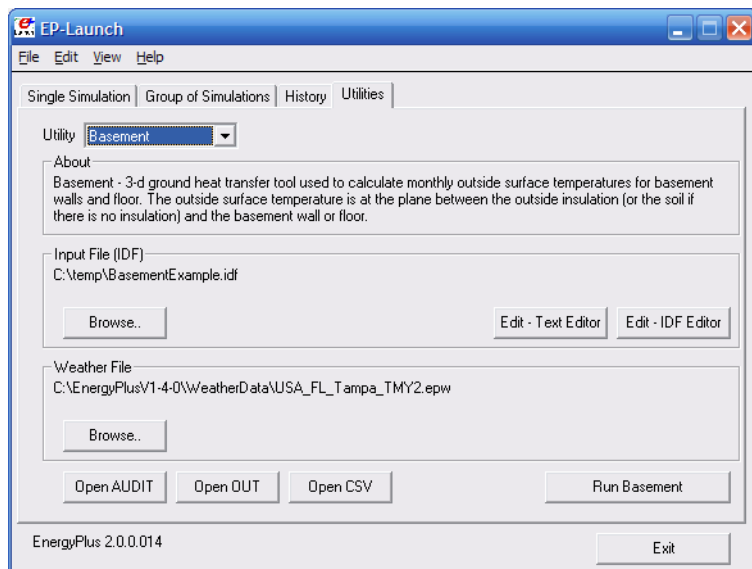 EP-Launch
File Edit View Help
Single Simulation Group of Simulations History Utilities
Utility Basement
About
Basement - 3-d ground heat transfer tool used to calculate monthly outside surface temperatures for basement
walls and floor. The outside surface temperature is at the plane between the outside insulation (or the soil if
there is no insulation) and the basement wall or floor.
Input File (IDF)
C:\temp\BasementExample.idf
Browse.. Edit - Text Editor Edit - IDF Editor
Weather File
C:\EnergyPlusV1-4-0\WeatherData\USA_FL_Tampa_TMY2.epw
Browse..
Open AUDIT Open OUT Open CSV Run Basement
EnergyPlus 2.0.0.014 Exit